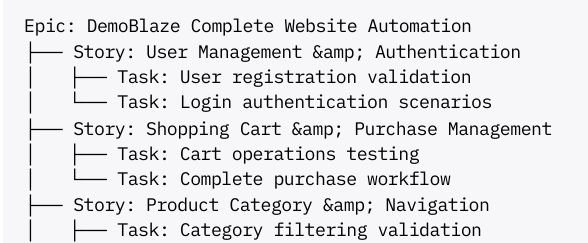 Epic: DemoBlaze Complete Website Automation
├── Story: User Management &amp; Authentication
│   ├── Task: User registration validation
│   └── Task: Login authentication scenarios
├── Story: Shopping Cart &amp; Purchase Management
│   ├── Task: Cart operations testing
│   └── Task: Complete purchase workflow
├── Story: Product Category &amp; Navigation
│   ├── Task: Category filtering validation